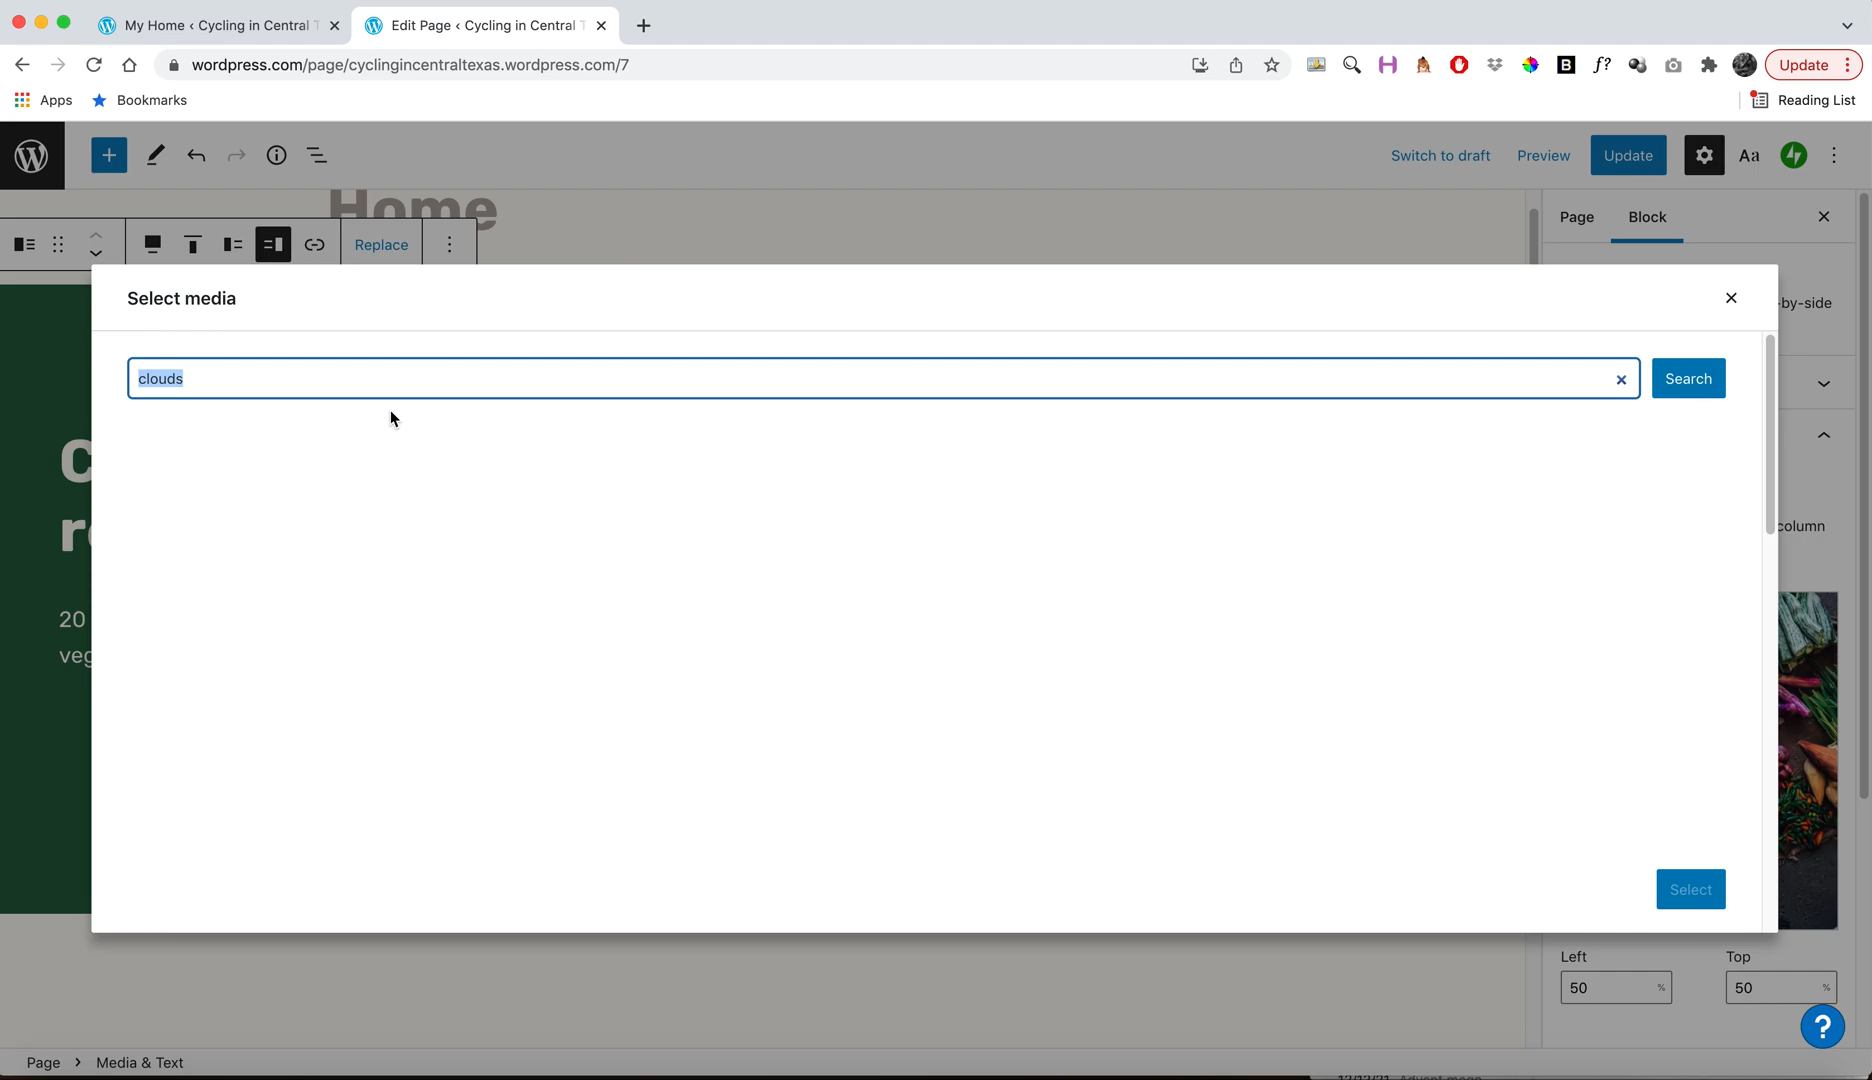 My Home ‹ Cycling in Central
Edit Page ‹ Cycling in Central
wordpress.com/page/cyclingincentraltexas.wordpress.com/7
Update
Apps
Bookmarks
Reading List
Switch to draft
Preview
Update
Aa
Home
Page
Block
Replace
Select media
-by-side
clouds
Search
column
20
veg
Select
Left
Top
50 %
50 %
Page > Media & Text